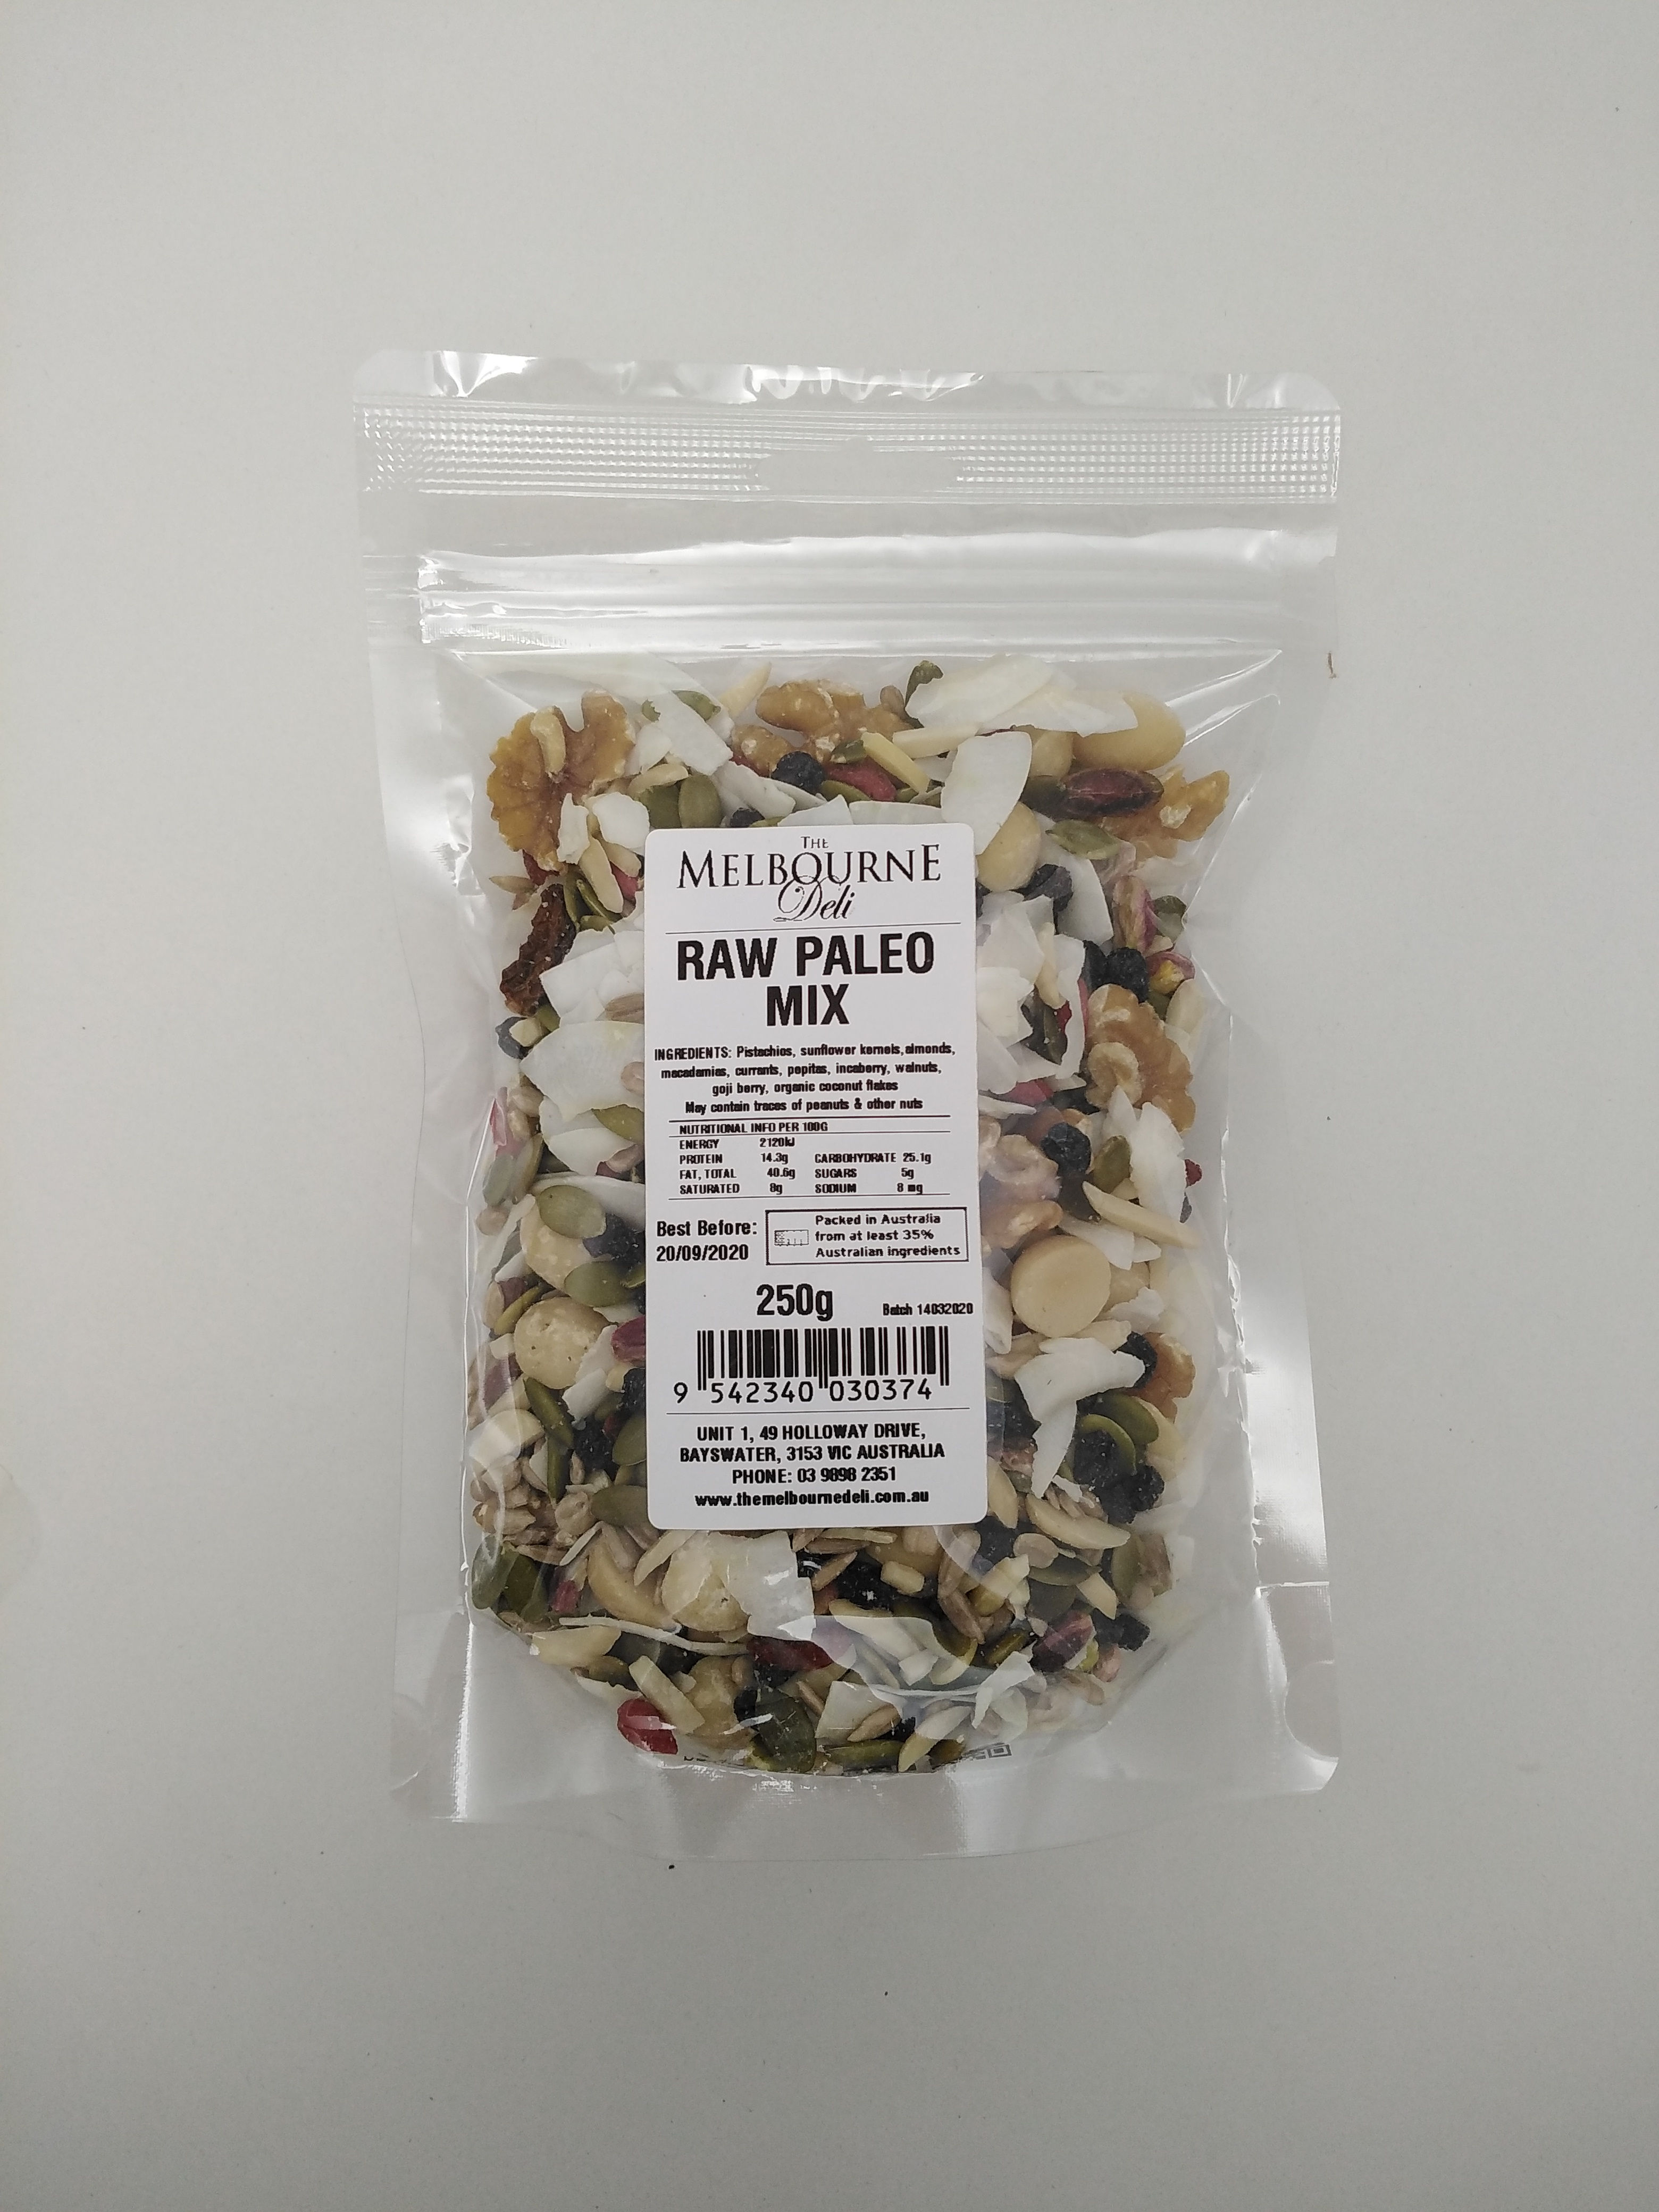 THE
MELBOURNE
Deli
RAW PALEO
MIX
INGREDIENTS: Pistachios, sunflower kernels, almonds,
macadamias, currants, pepitas, incaberry, walnuts,
goji berry, organic coconut flakes
May contain traces of peanuts & other nuts
NUTRITIONAL INFO PER 100G
ENERGY 2120kJ
PROTEIN 14.3g CARBOHYDRATE 25.1g
FAT, TOTAL 40.6g SUGARS 5g
SATURATED 8g SODIUM 8 mg
Best Before:
20/09/2020
Packed in Australia
from at least 35%
Australian ingredients
250g
Batch 14032020
9 542340 030374
UNIT 1, 49 HOLLOWAY DRIVE,
BAYSWATER, 3153 VIC AUSTRALIA
PHONE: 03 9898 2351
www.themelbournedeli.com.au